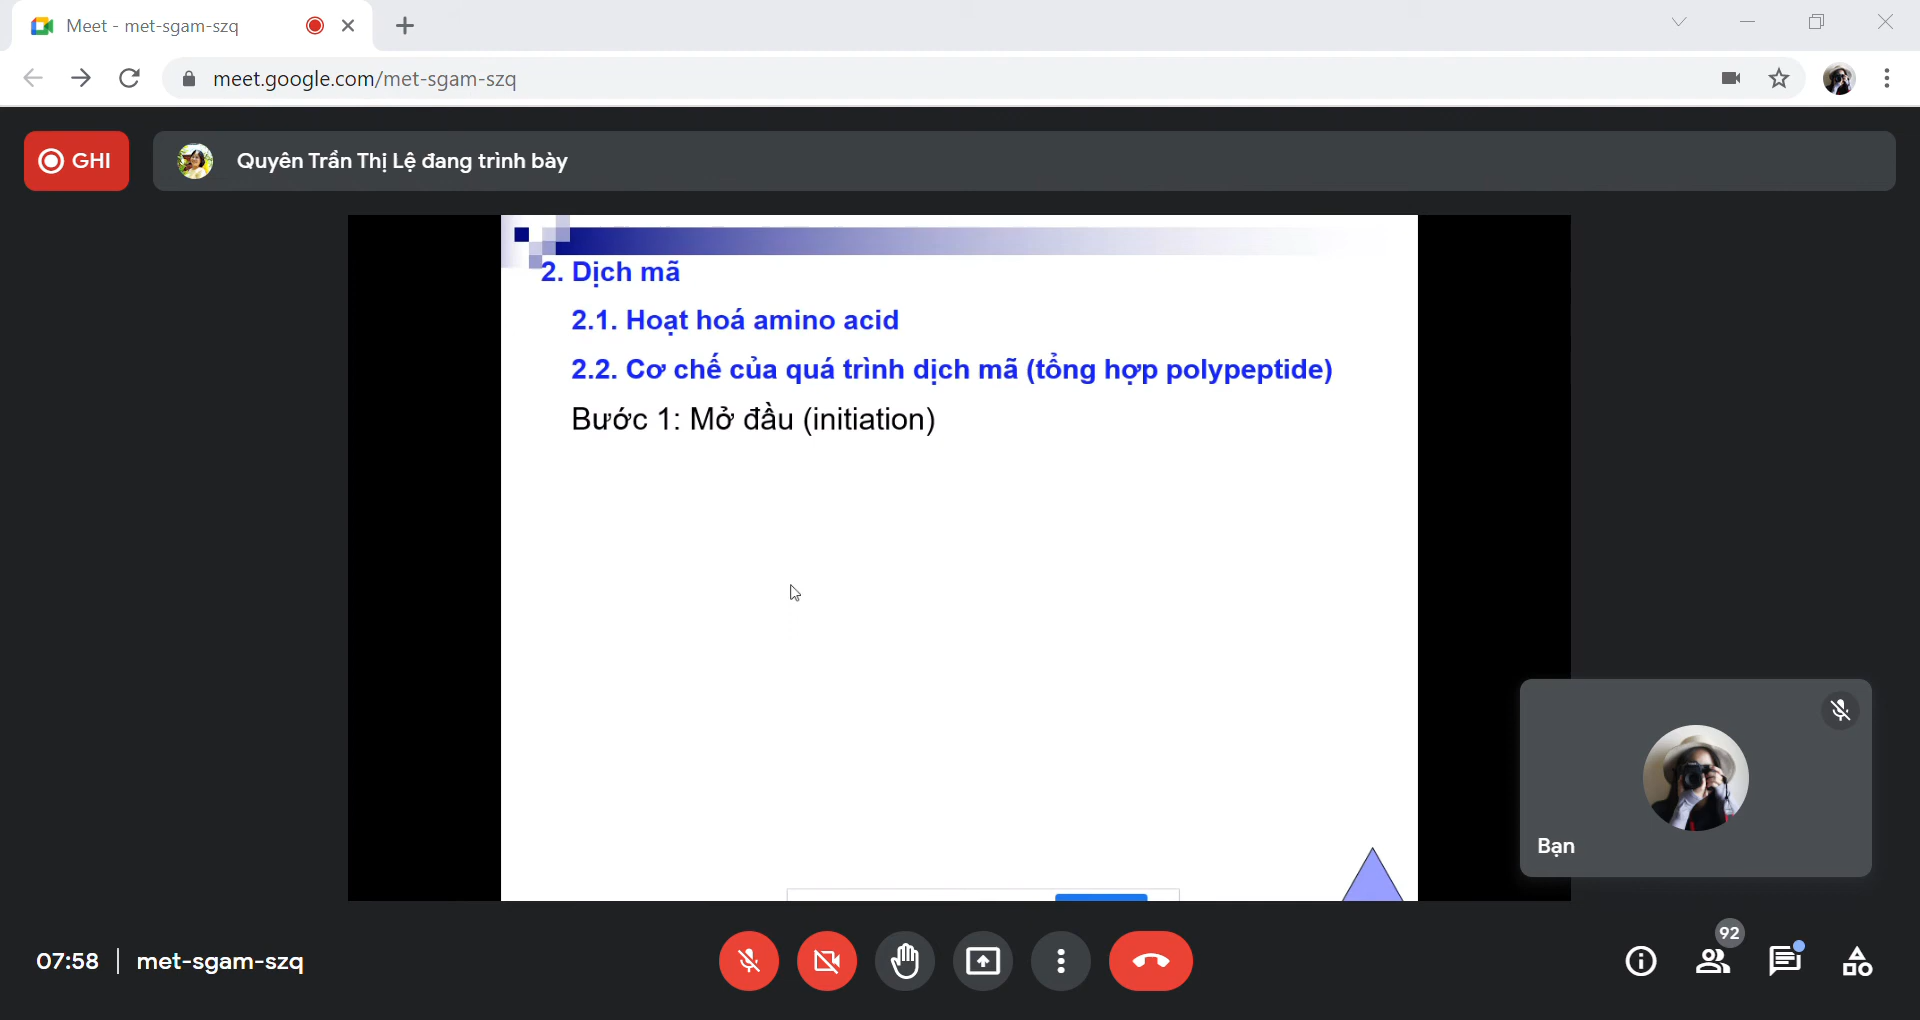 Meet - met-sgam-szq
meet.google.com/met-sgam-szq
GHI
Quyên Trần Thị Lệ đang trình bày
2. Dịch mã
2.1. Hoạt hoá amino acid
2.2. Cơ chế của quá trình dịch mã (tổng hợp polypeptide)
Bước 1: Mở đầu (initiation)
Bạn
92
07:58
met-sgam-szq